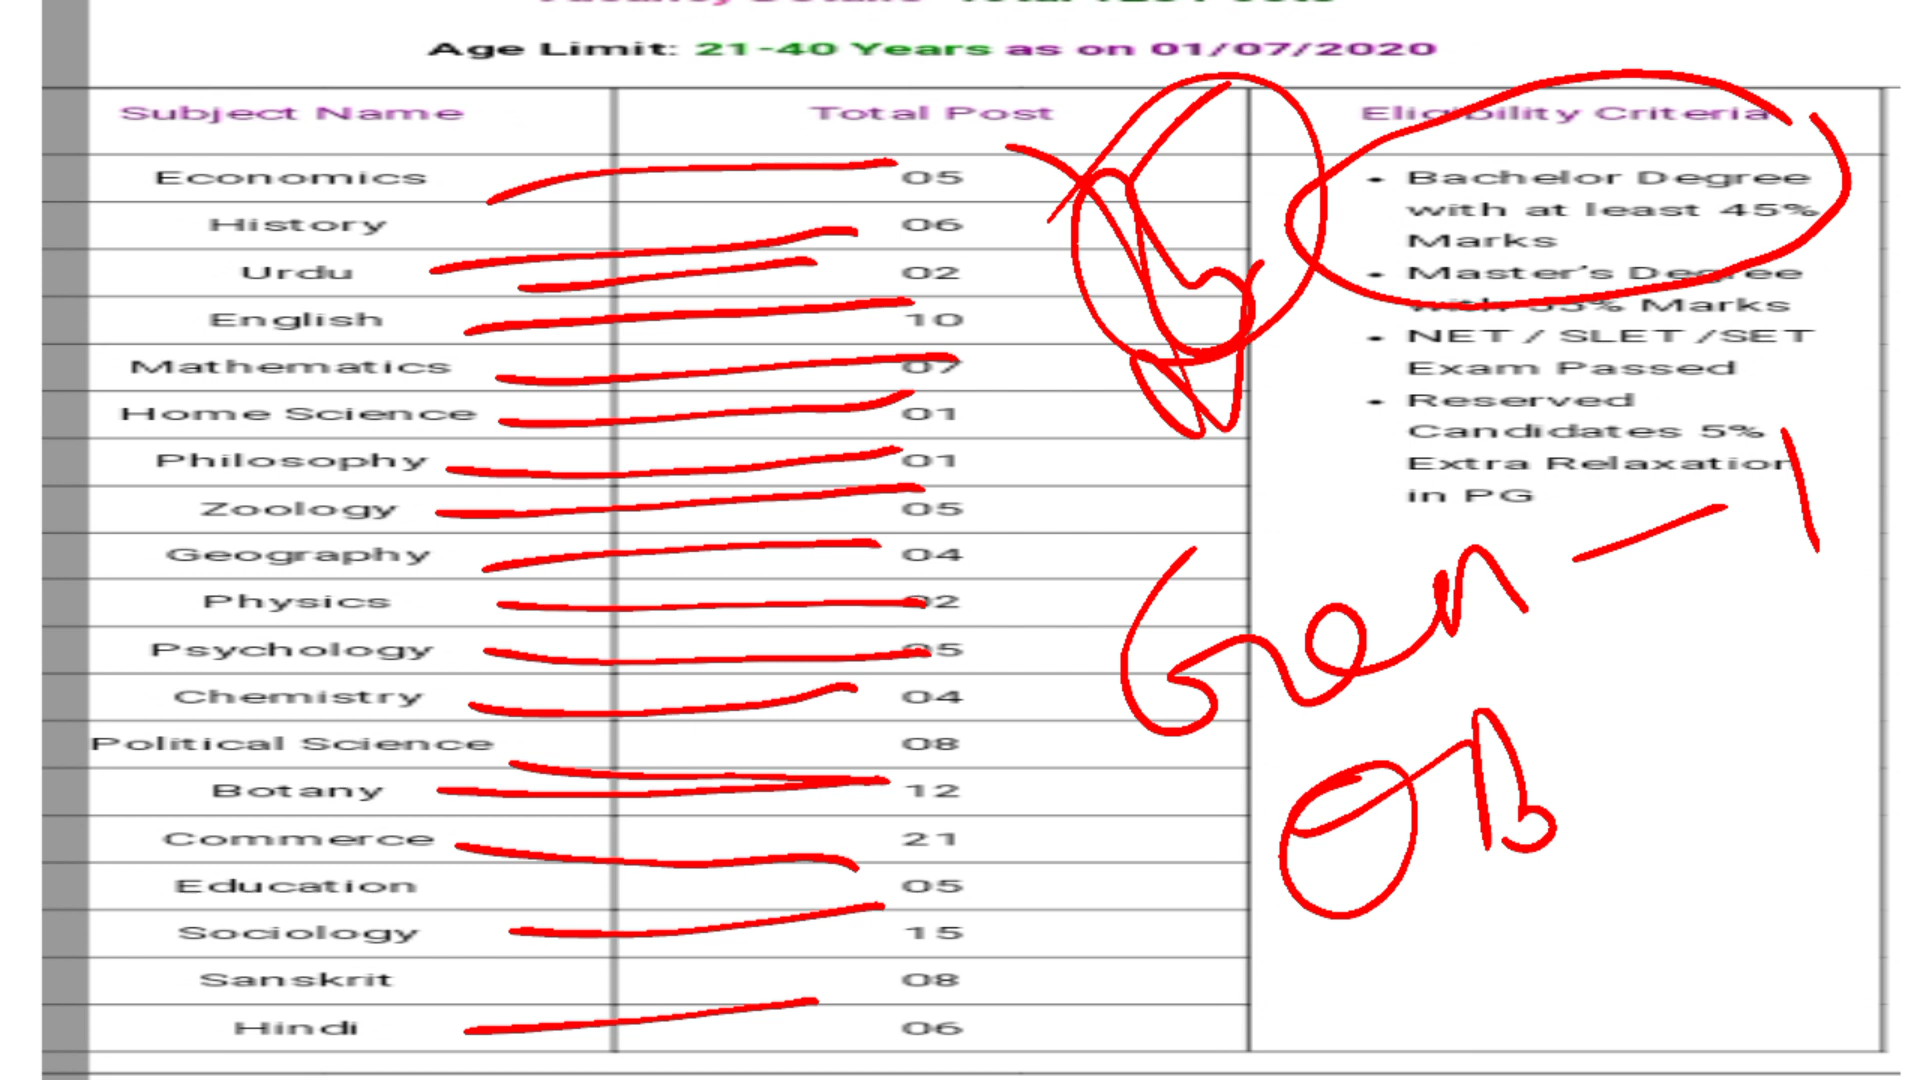 Age Limit: 21-40 Years as on 01/07/2020
Subject Name Total Post Eligibility Criteria
Economics 05
History 06
Urdu 02
English 10
Mathematics 07
Home Science 01
Philosophy 01
Zoology 05
Geography 04
Physics 02
Psychology 05
Chemistry 04
Political Science 08
Botany 12
Commerce 21
Education 05
Sociology 15
Sanskrit 08
Hindi 06
• Bachelor Degree
with at least 45%
Marks
• Master's Degree
with 55% Marks
• NET / SLET /SET
Exam Passed
• Reserved
Candidates 5%
Extra Relaxation
in PG
Gen - 1
OB